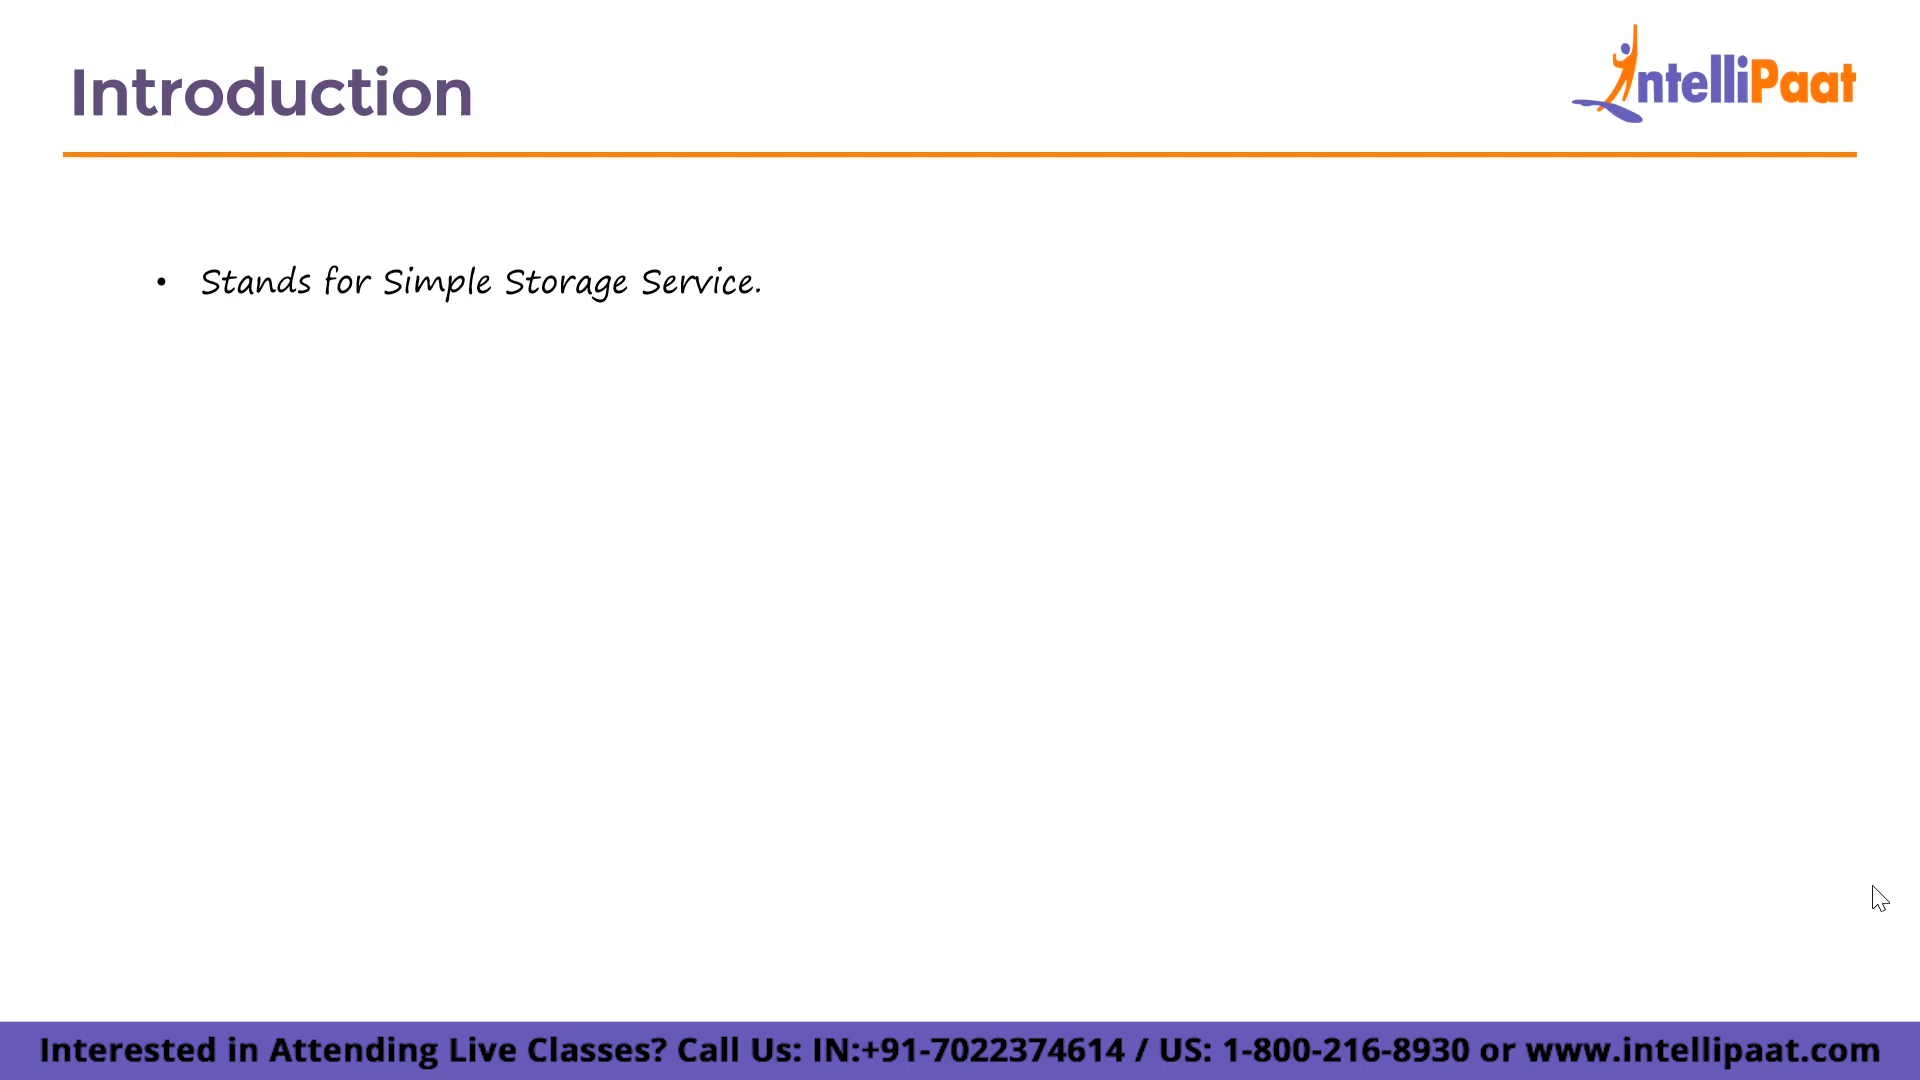 Introduction
IntelliPaat
• Stands for Simple Storage Service.
Interested in Attending Live Classes? Call Us: IN:+91-7022374614 / US: 1-800-216-8930 or www.intellipaat.com